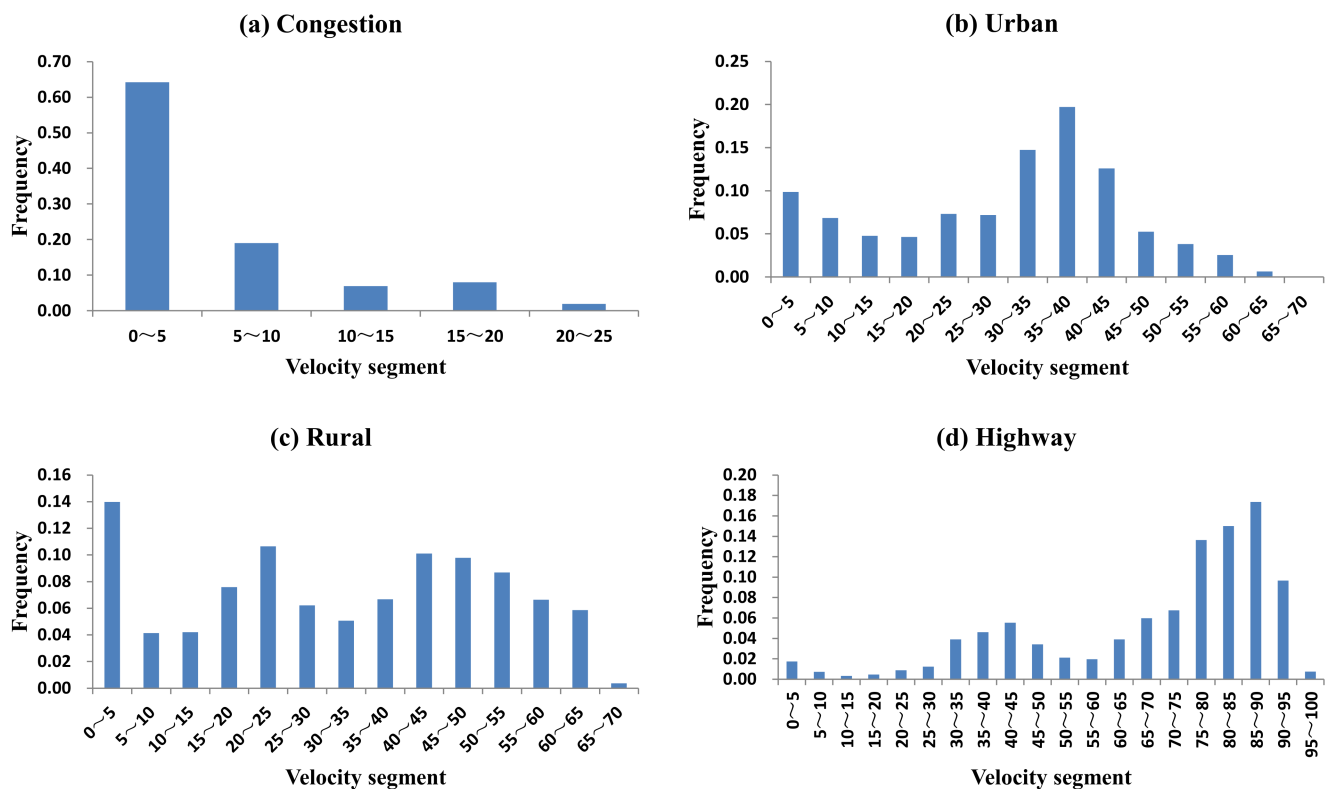 (a) Congestion
0.70
0.60
0.50
0.40
0.30
0.20
0.10
0.00
Frequency
0～5 5～10 10～15 15～20 20～25
Velocity segment
(b) Urban
0.25
0.20
0.15
0.10
0.05
0.00
Frequency
0～5 5～10 10～15 15～20 20～25 25～30 30～35 35～40 40～45 45～50 50～55 55～60 60～65 65～70
Velocity segment
(c) Rural
0.16
0.14
0.12
0.10
0.08
0.06
0.04
0.02
0.00
Frequency
0～5 5～10 10～15 15～20 20～25 25～30 30～35 35～40 40～45 45～50 50～55 55～60 60～65 65～70
Velocity segment
(d) Highway
0.20
0.18
0.16
0.14
0.12
0.10
0.08
0.06
0.04
0.02
0.00
Frequency
0～5 5～10 10～15 15～20 20～25 25～30 30～35 35～40 40～45 45～50 50～55 55～60 60～65 65～70 70～75 75～80 80～85 85～90 90～95 95～100
Velocity segment